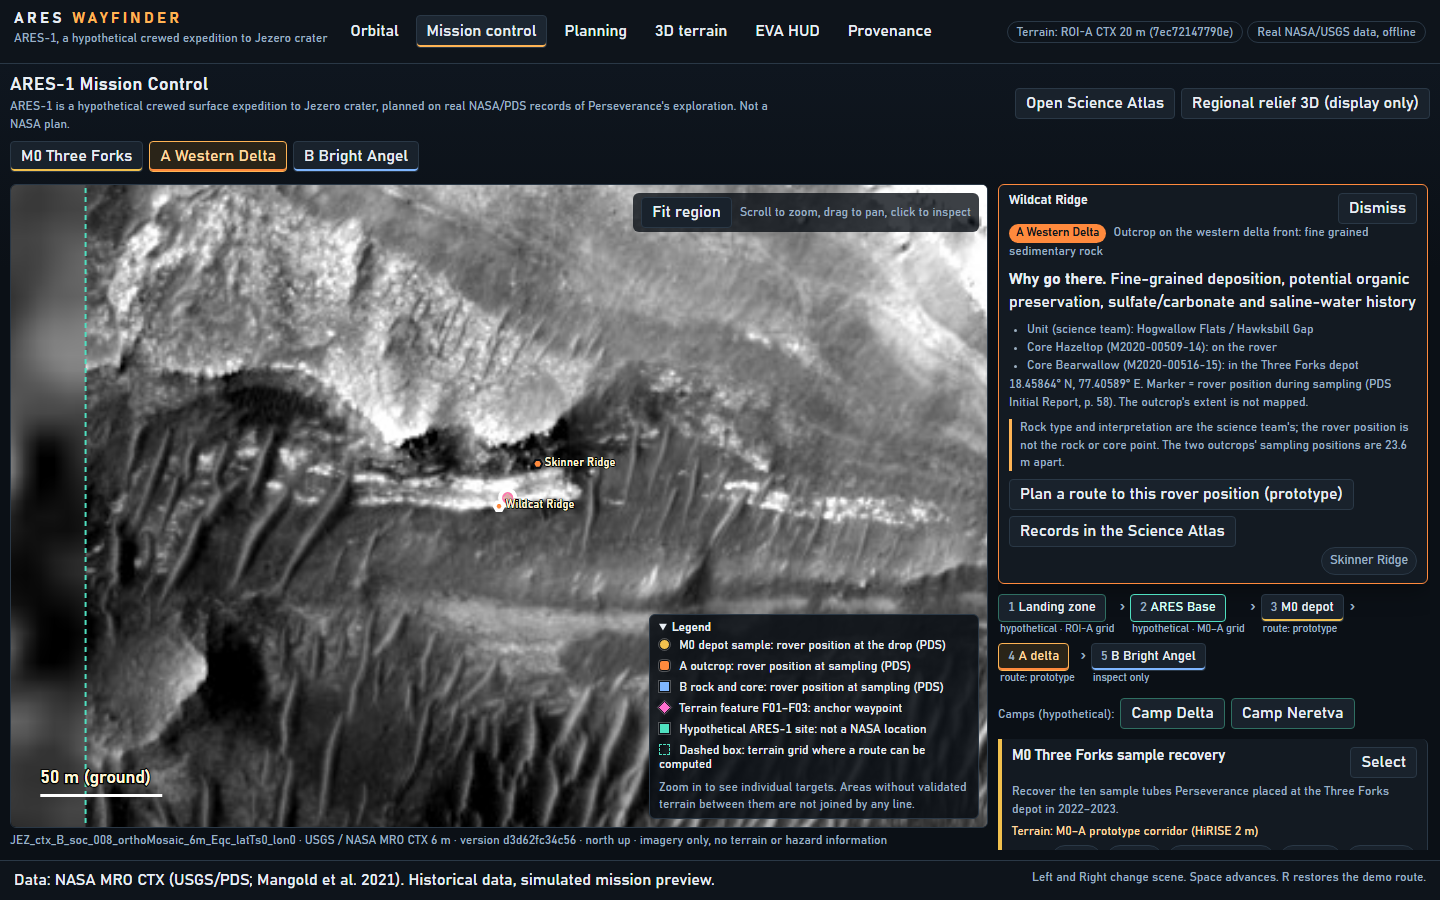 ARES WAYFINDER
ARES-1, a hypothetical crewed expedition to Jezero crater
Orbital
Mission control
Planning
3D terrain
EVA HUD
Provenance
Terrain: ROI-A CTX 20 m (7ec72147790e)
Real NASA/USGS data, offline
ARES-1 Mission Control
ARES-1 is a hypothetical crewed surface expedition to Jezero crater, planned on real NASA/PDS records of Perseverance's exploration. Not a
NASA plan.
Open Science Atlas
Regional relief 3D (display only)
M0 Three Forks
A Western Delta
B Bright Angel
Fit region
Scroll to zoom, drag to pan, click to inspect
Skinner Ridge
Wildcat Ridge
50 m (ground)
▼ Legend
M0 depot sample: rover position at the drop (PDS)
A outcrop: rover position at sampling (PDS)
B rock and core: rover position at sampling (PDS)
Terrain feature F01-F03: anchor waypoint
Hypothetical ARES-1 site: not a NASA location
Dashed box: terrain grid where a route can be
computed
Zoom in to see individual targets. Areas without validated
terrain between them are not joined by any line.
JEZ_ctx_B_soc_008_orthoMosaic_6m_Eqc_latTs0_lon0 · USGS / NASA MRO CTX 6 m · version d3d62fc34c56 · north up · imagery only, no terrain or hazard information
Wildcat Ridge
Dismiss
A Western Delta
Outcrop on the western delta front: fine grained
sedimentary rock
Why go there. Fine-grained deposition, potential organic
preservation, sulfate/carbonate and saline-water history
• Unit (science team): Hogwallow Flats / Hawksbill Gap
• Core Hazeltop (M2020-00509-14): on the rover
• Core Bearwallow (M2020-00516-15): in the Three Forks depot
18.45864° N, 77.40589° E. Marker = rover position during sampling (PDS
Initial Report, p. 58). The outcrop's extent is not mapped.
Rock type and interpretation are the science team's; the rover position is
not the rock or core point. The two outcrops' sampling positions are 23.6
m apart.
Plan a route to this rover position (prototype)
Records in the Science Atlas
Skinner Ridge
1 Landing zone
› 2 ARES Base
› 3 M0 depot
›
hypothetical · ROI-A grid
hypothetical · M0-A grid
route: prototype
4 A delta
› 5 B Bright Angel
route: prototype
inspect only
Camps (hypothetical):
Camp Delta
Camp Neretva
M0 Three Forks sample recovery
Select
Recover the ten sample tubes Perseverance placed at the Three Forks
depot in 2022-2023.
Terrain: M0-A prototype corridor (HiRISE 2 m)
Data: NASA MRO CTX (USGS/PDS; Mangold et al. 2021). Historical data, simulated mission preview.
Left and Right change scene. Space advances. R restores the demo route.